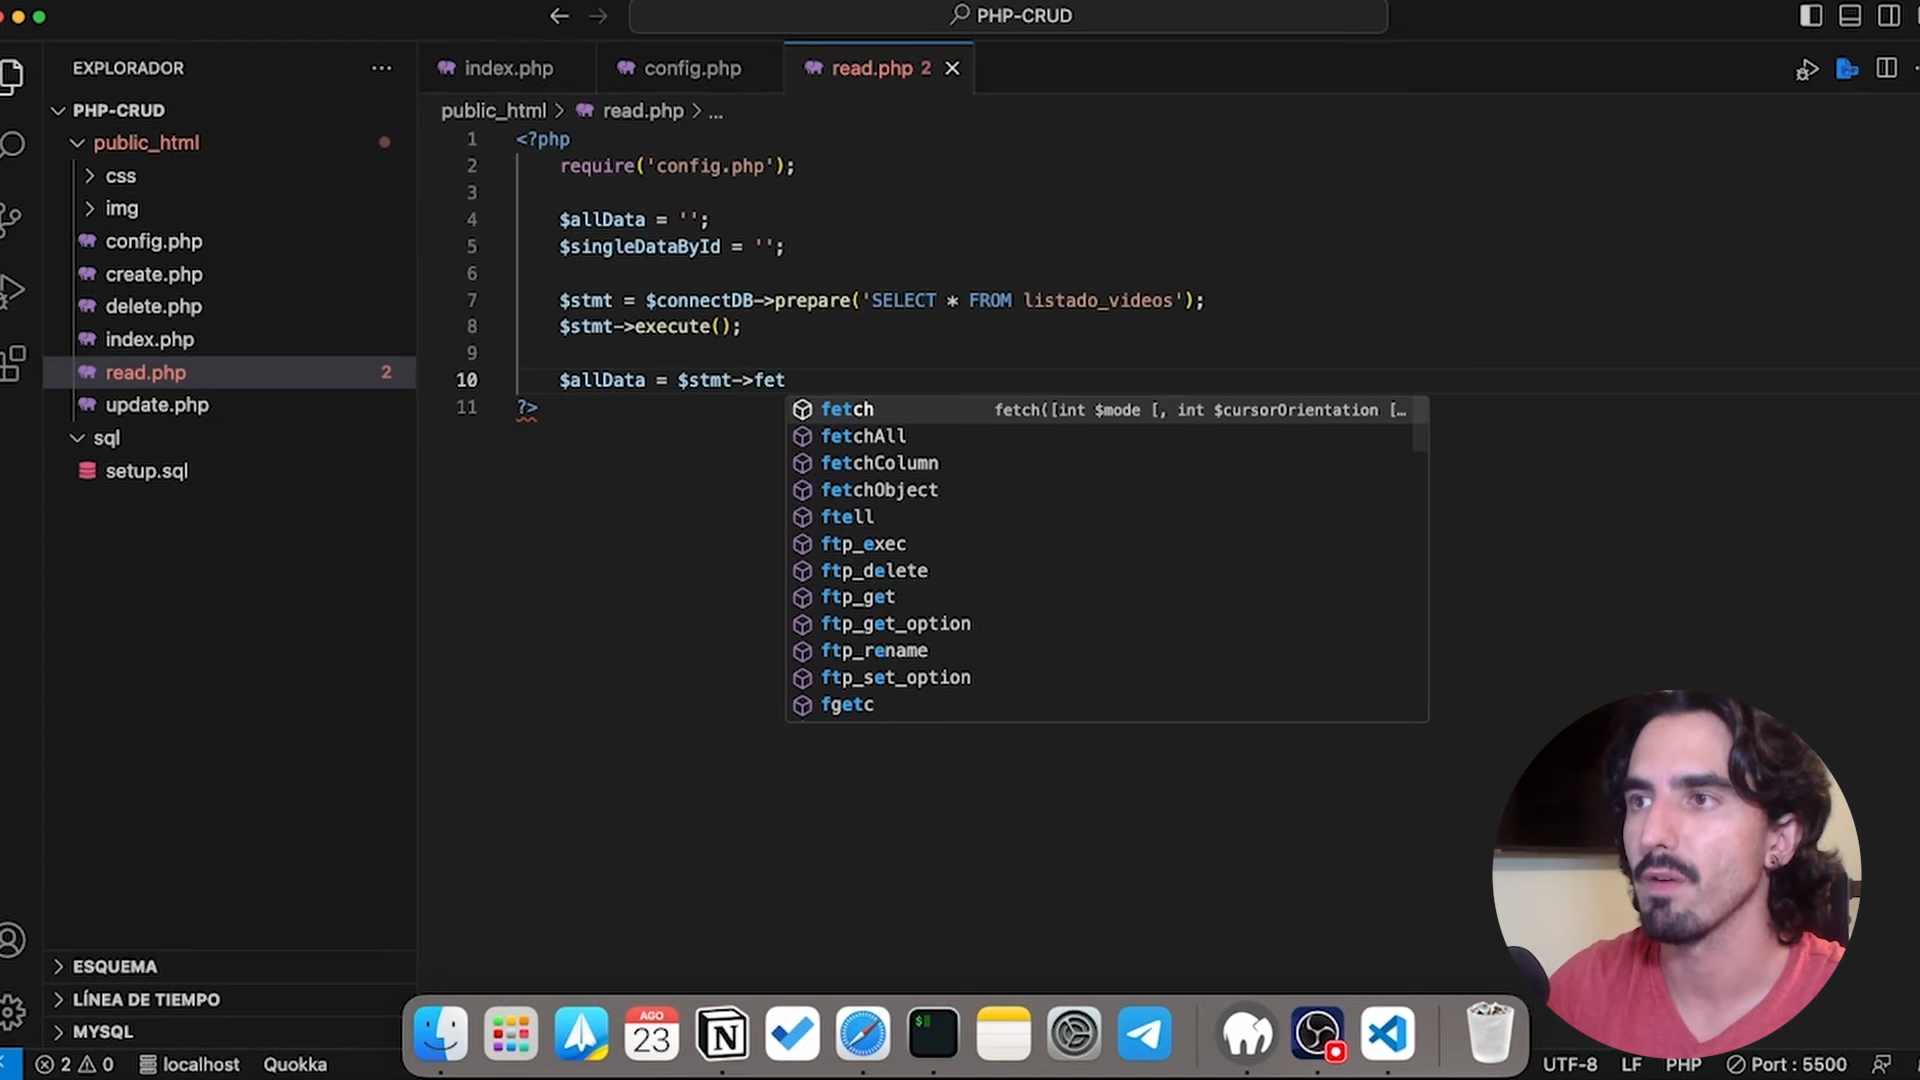 PHP-CRUD
EXPLORADOR
index.php
config.php
read.php 2
PHP-CRUD
public_html
css
img
config.php
create.php
delete.php
index.php
read.php 2
update.php
sql
setup.sql
ESQUEMA
LÍNEA DE TIEMPO
MYSQL
public_html > read.php > ...
1 <?php
2 require('config.php');
3
4 $allData = '';
5 $singleDataById = '';
6
7 $stmt = $connectDB->prepare('SELECT * FROM listado_videos');
8 $stmt->execute();
9
10 $allData = $stmt->fet
11 ?>
fetch fetch([int $mode [, int $cursorOrientation […
fetchAll
fetchColumn
fetchObject
ftell
ftp_exec
ftp_delete
ftp_get
ftp_get_option
ftp_rename
ftp_set_option
fgetc
AGO
23
$
2 0 localhost Quokka
UTF-8 LF PHP Port : 5500